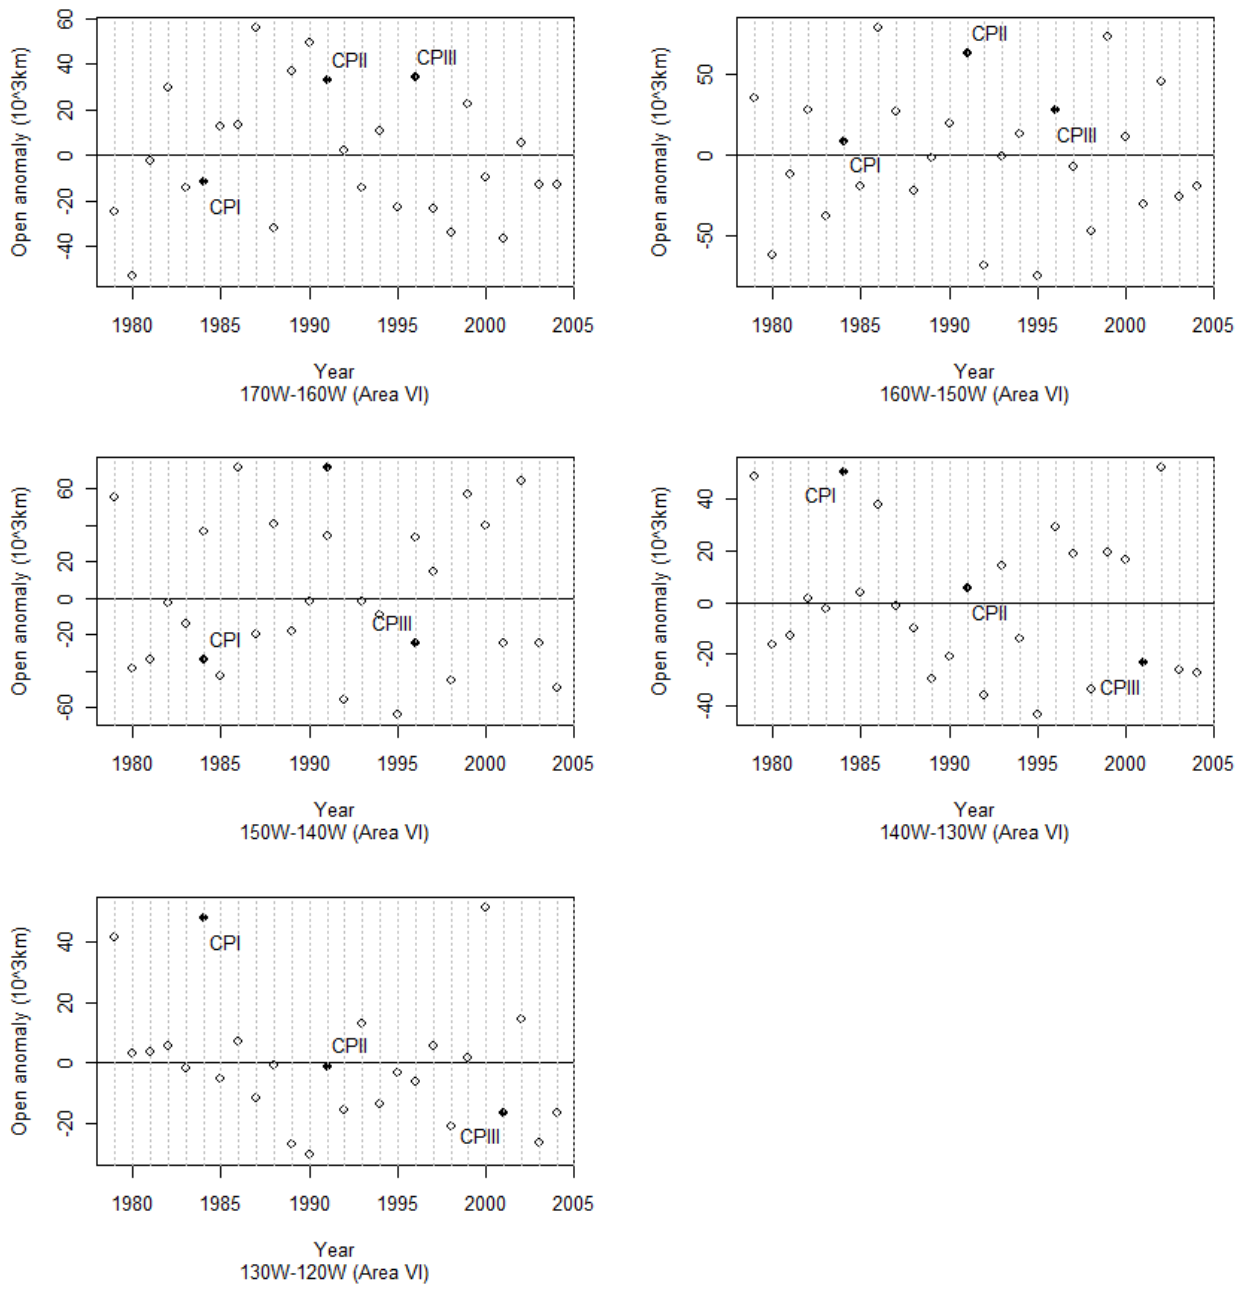 Open anomaly (10^3km)
60
40
20
0
-20
-40
CPI
CPII
CPIII
1980 1985 1990 1995 2000 2005
Year
170W-160W (Area VI)
Open anomaly (10^3km)
50
0
-50
CPI
CPII
CPIII
1980 1985 1990 1995 2000 2005
Year
160W-150W (Area VI)
Open anomaly (10^3km)
60
20
0
-20
-60
CPI
CPIII
1980 1985 1990 1995 2000 2005
Year
150W-140W (Area VI)
Open anomaly (10^3km)
40
20
0
-20
-40
CPI
CPII
CPIII
1980 1985 1990 1995 2000 2005
Year
140W-130W (Area VI)
Open anomaly (10^3km)
40
20
0
-20
CPI
CPII
CPIII
1980 1985 1990 1995 2000 2005
Year
130W-120W (Area VI)